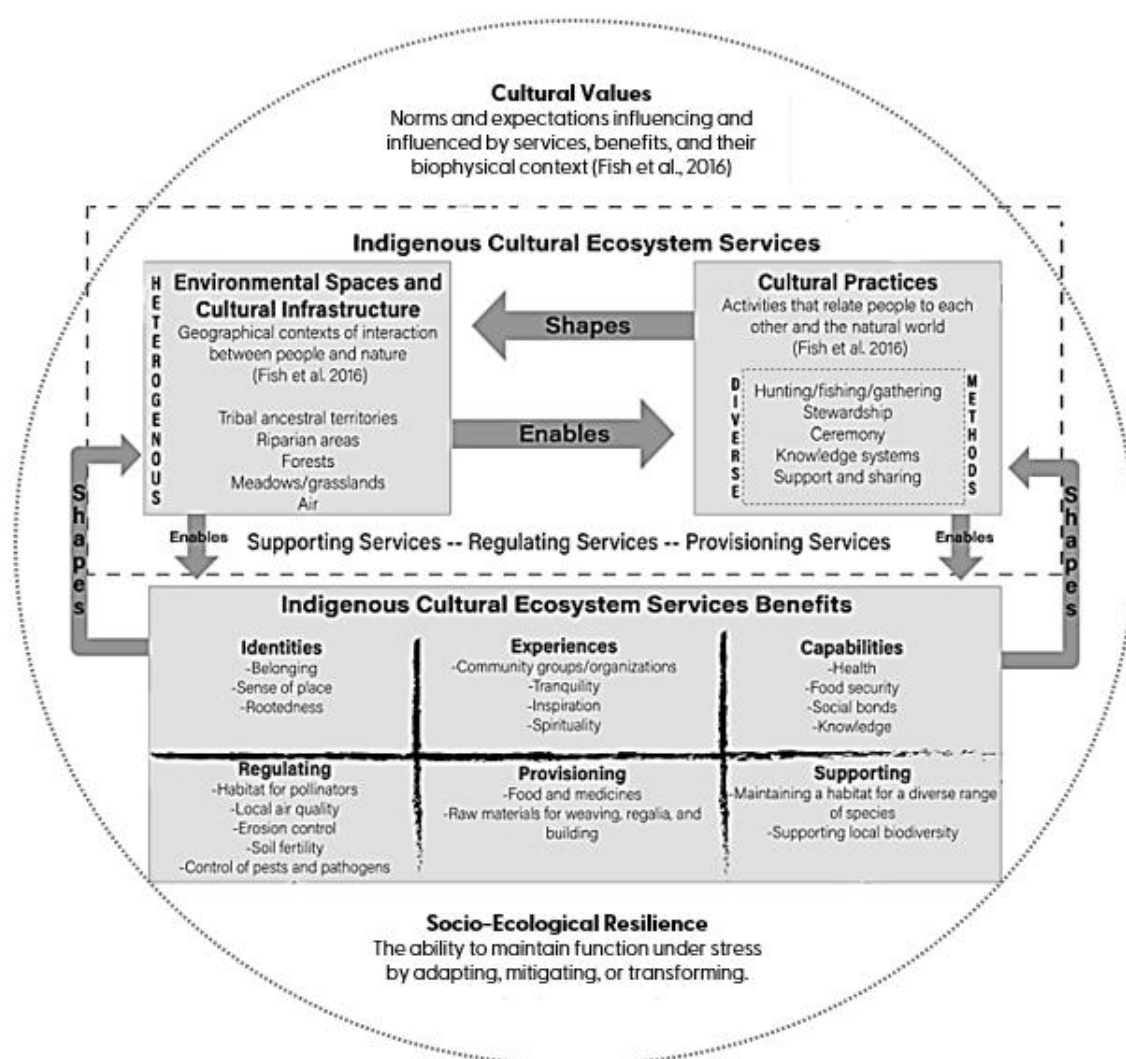 Cultural Values
Norms and expectations influencing and
influenced by services, benefits, and their
biophysical context (Fish et al., 2016)
Indigenous Cultural Ecosystem Services
HETEROGENOUS
Environmental Spaces and
Cultural Infrastructure
Geographical contexts of interaction
between people and nature
(Fish et al. 2016)
Tribal ancestral territories
Riparian areas
Forests
Meadows/grasslands
Air
Shapes
Enables
Cultural Practices
Activities that relate people to each
other and the natural world
(Fish et al. 2016)
DIVERSE
Hunting/fishing/gathering
Stewardship
Ceremony
Knowledge systems
Support and sharing
METHODS
Shapes
Enables
Supporting Services -- Regulating Services -- Provisioning Services
Enables
Shapes
Indigenous Cultural Ecosystem Services Benefits
Identities
-Belonging
-Sense of place
-Rootedness
Experiences
-Community groups/organizations
-Tranquility
-Inspiration
-Spirituality
Capabilities
-Health
-Food security
-Social bonds
-Knowledge
Regulating
-Habitat for pollinators
-Local air quality
-Erosion control
-Soil fertility
-Control of pests and pathogens
Provisioning
-Food and medicines
-Raw materials for weaving, regalia, and
building
Supporting
-Maintaining a habitat for a diverse range
of species
-Supporting local biodiversity
Socio-Ecological Resilience
The ability to maintain function under stress
by adapting, mitigating, or transforming.